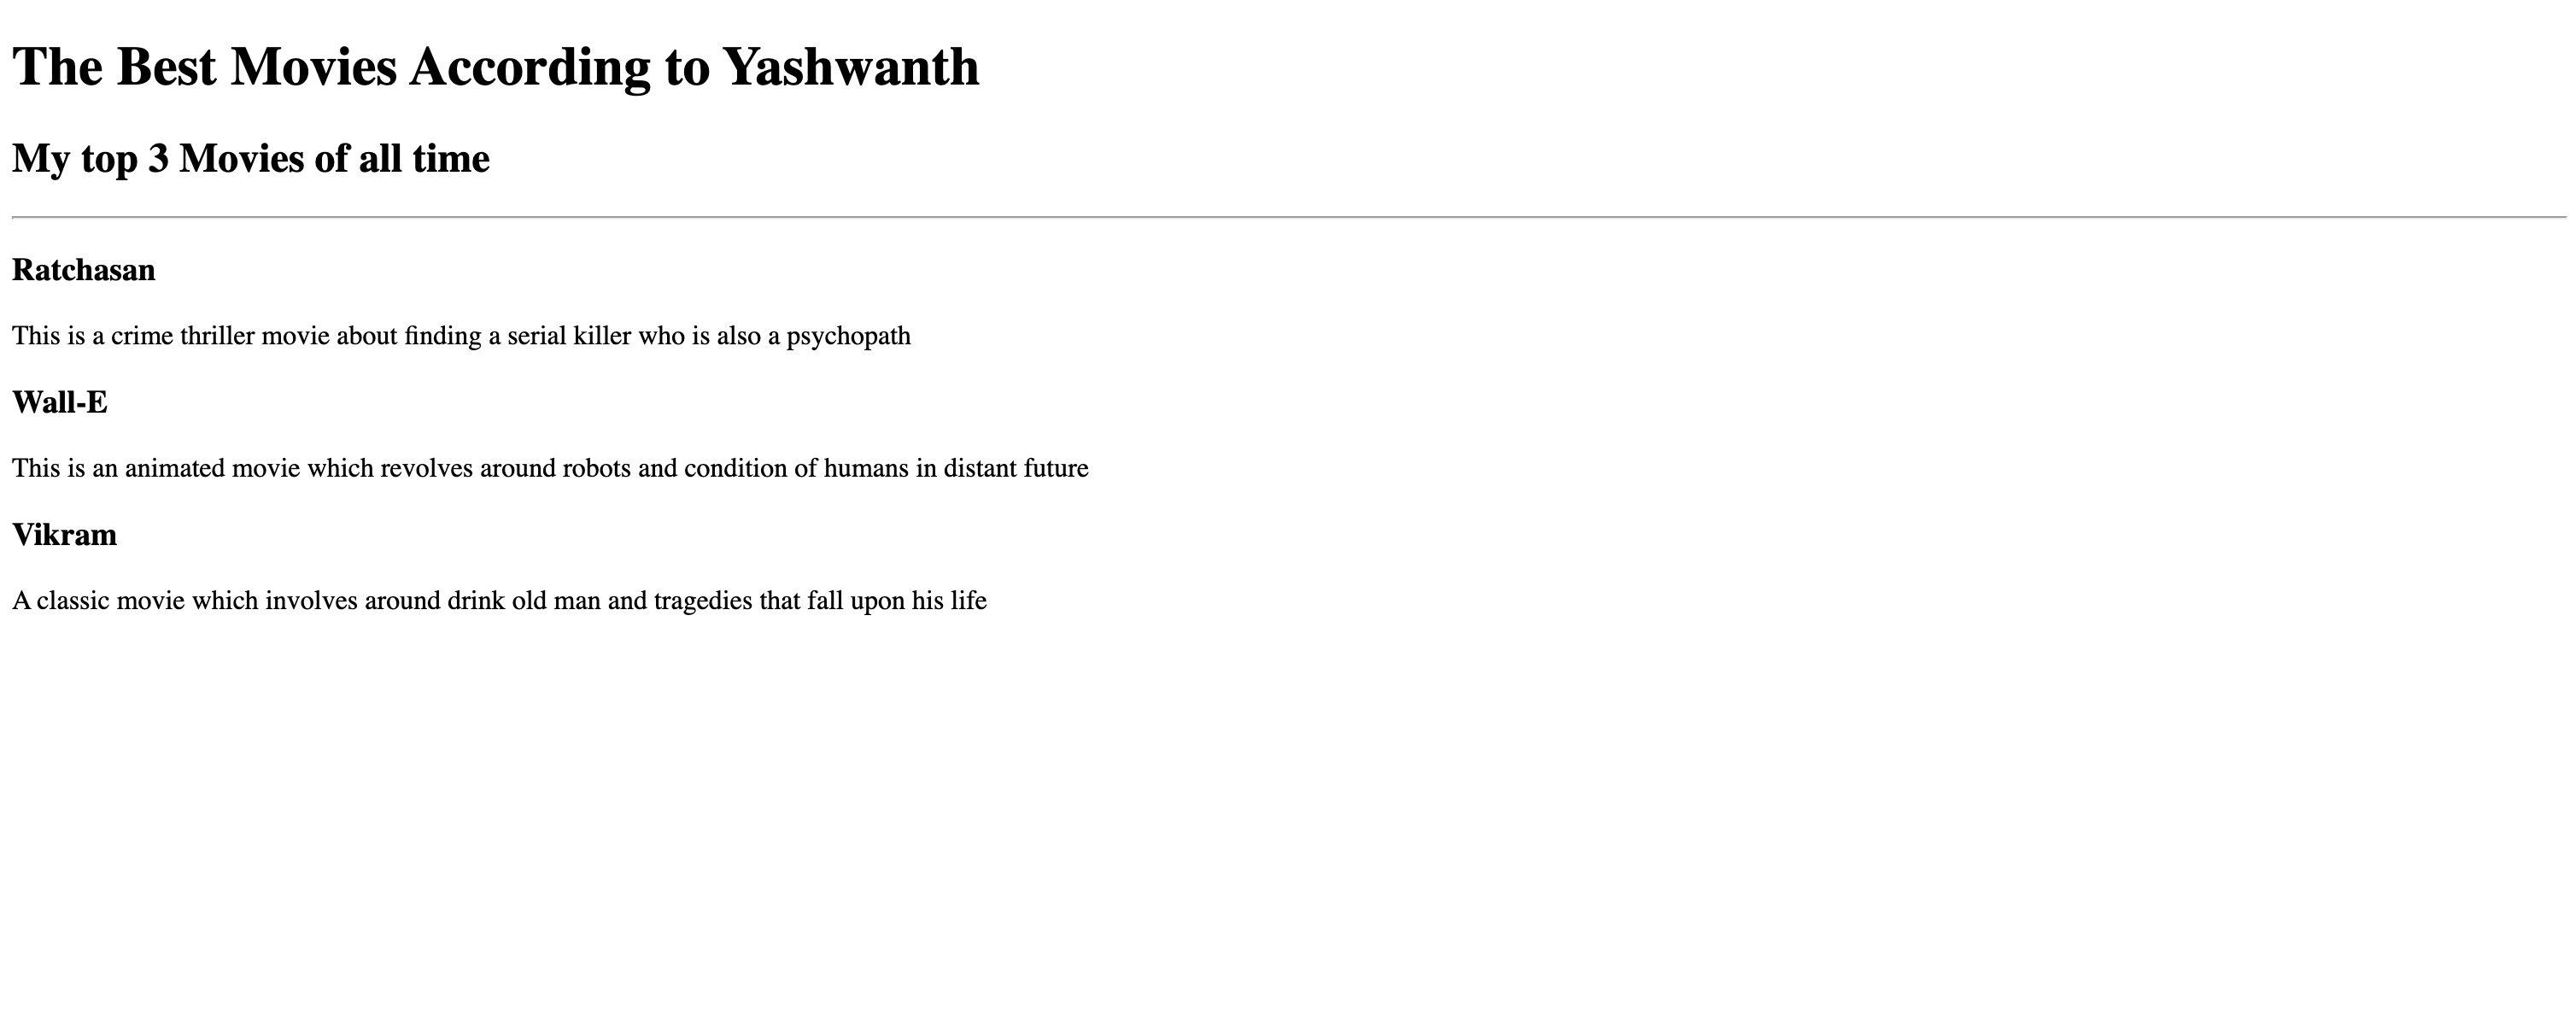 The Best Movies According to Yashwanth
My top 3 Movies of all time
Ratchasan
This is a crime thriller movie about finding a serial killer who is also a psychopath
Wall-E
This is an animated movie which revolves around robots and condition of humans in distant future
Vikram
A classic movie which involves around drink old man and tragedies that fall upon his life